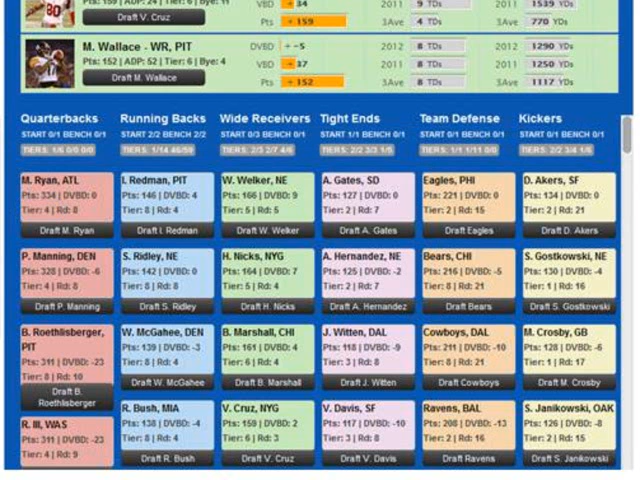 Pts: 159 | ADP: 24 | Tier: 6 | Bye: 11
VBD + 34 2011 9 TDs 2011 1539 YDs
Draft V. Cruz
Pts + 159 3Ave 4 TDs 3Ave 770 YDs
M. Wallace - WR, PIT DVBD + -5 2012 8 TDs 2012 1290 YDs
Pts: 152 | ADP: 52 | Tier: 6 | Bye: 4 VBD + 37 2011 8 TDs 2011 1250 YDs
Draft M. Wallace Pts + 152 3Ave 8 TDs 3Ave 1117 YDs
Quarterbacks Running Backs Wide Receivers Tight Ends Team Defense Kickers
START 0/1 BENCH 0/1 START 2/2 BENCH 2/2 START 0/3 BENCH 0/1 START 1/1 BENCH 0/1 START 0/1 BENCH 0/1 START 0/1 BENCH 0/1
TIERS: 1/6 0/0 0/0 TIERS: 1/14 TIERS: 2/3 2/7 4/6 TIERS: 2/2 3/3 1/5 TIERS: 1/1 1/11 0/0 TIERS: 2/2 3/4 1/6
M. Ryan, ATL I. Redman, PIT W. Welker, NE A. Gates, SD Eagles, PHI D. Akers, SF
Pts: 334 | DVBD: 0 Pts: 146 | DVBD: 4 Pts: 166 | DVBD: 9 Pts: 127 | DVBD: 0 Pts: 221 | DVBD: 0 Pts: 134 | DVBD: 0
Tier: 4 | Rd: 8 Tier: 8 | Rd: 4 Tier: 5 | Rd: 5 Tier: 2 | Rd: 7 Tier: 2 | Rd: 15 Tier: 2 | Rd: 21
Draft M. Ryan Draft I. Redman Draft W. Welker Draft A. Gates Draft Eagles Draft D. Akers
P. Manning, DEN S. Ridley, NE H. Nicks, NYG A. Hernandez, NE Bears, CHI S. Gostkowski, NE
Pts: 328 | DVBD: -6 Pts: 142 | DVBD: 0 Pts: 164 | DVBD: 7 Pts: 125 | DVBD: -2 Pts: 216 | DVBD: -5 Pts: 130 | DVBD: -4
Tier: 4 | Rd: 8 Tier: 8 | Rd: 4 Tier: 5 | Rd: 4 Tier: 2 | Rd: 7 Tier: 8 | Rd: 21 Tier: 1 | Rd: 16
Draft P. Manning Draft S. Ridley Draft H. Nicks Draft A. Hernandez Draft Bears Draft S. Gostkowski
B. Roethlisberger, PIT W. McGahee, DEN B. Marshall, CHI J. Witten, DAL Cowboys, DAL M. Crosby, GB
Pts: 311 | DVBD: -23 Pts: 139 | DVBD: -3 Pts: 161 | DVBD: 4 Pts: 118 | DVBD: -9 Pts: 211 | DVBD: -10 Pts: 128 | DVBD: -6
Tier: 8 | Rd: 10 Tier: 8 | Rd: 4 Tier: 6 | Rd: 4 Tier: 3 | Rd: 8 Tier: 8 | Rd: 21 Tier: 1 | Rd: 17
Draft B. Roethlisberger Draft W. McGahee Draft B. Marshall Draft J. Witten Draft Cowboys Draft M. Crosby
R. III, WAS R. Bush, MIA V. Cruz, NYG V. Davis, SF Ravens, BAL S. Janikowski, OAK
Pts: 311 | DVBD: -23 Pts: 138 | DVBD: -4 Pts: 159 | DVBD: 2 Pts: 117 | DVBD: -10 Pts: 208 | DVBD: -13 Pts: 126 | DVBD: -8
Tier: 4 | Rd: 9 Tier: 8 | Rd: 4 Tier: 6 | Rd: 3 Tier: 3 | Rd: 8 Tier: 2 | Rd: 16 Tier: 2 | Rd: 15
Draft R. Bush Draft V. Cruz Draft V. Davis Draft Ravens Draft S. Janikowski